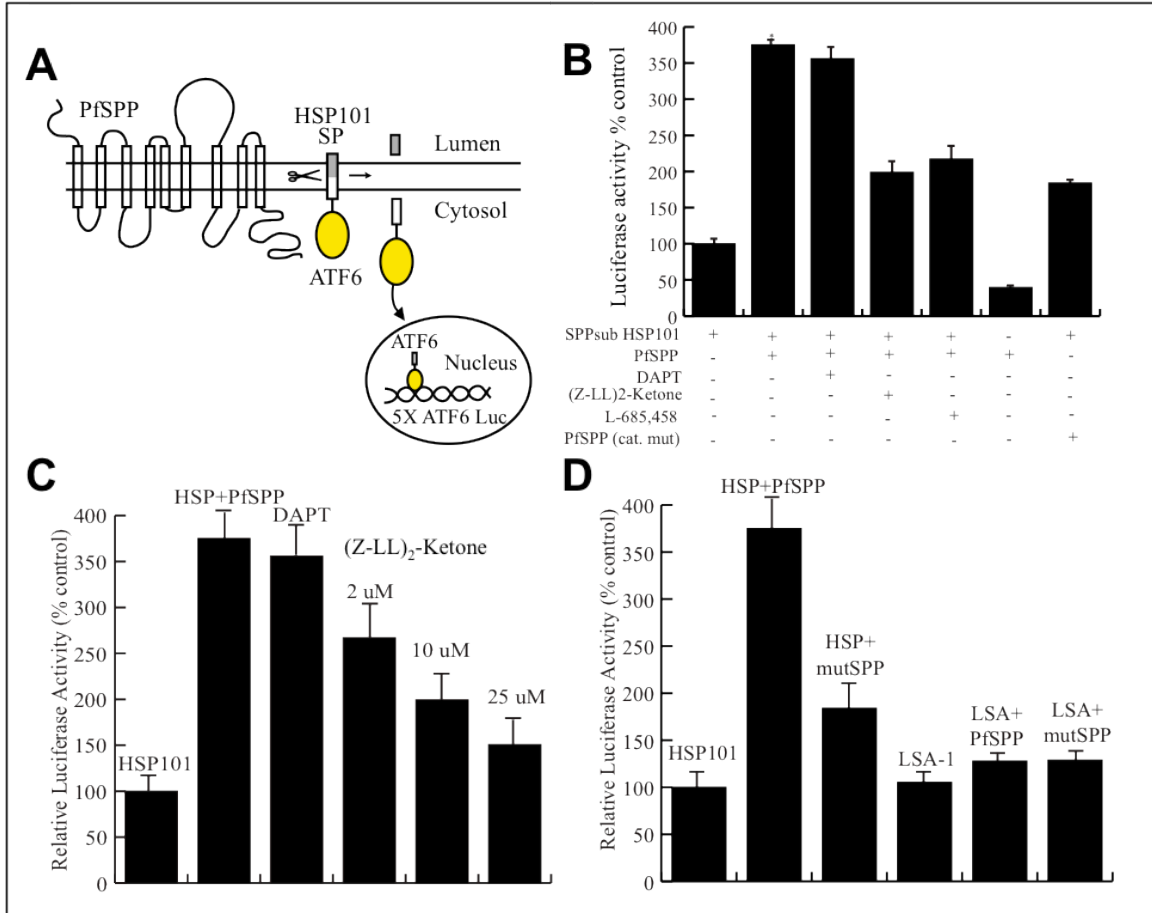 A
PfSPP
HSP101
SP
Lumen
Cytosol
ATF6
ATF6
Nucleus
5X ATF6 Luc
B
Luciferase activity % control
400
350
300
250
200
150
100
50
0
*
SPPsub HSP101 + + + + + - +
PfSPP - + + + + + -
DAPT - - + - - - -
(Z-LL)2-Ketone - - - + - - -
L-685,458 - - - - + - -
PfSPP (cat. mut) - - - - - - +
C
Relative Luciferase Activity (% control)
400
350
300
250
200
150
100
50
0
HSP101
HSP+PfSPP
DAPT
(Z-LL)2-Ketone
2 uM
10 uM
25 uM
D
Relative Luciferase Activity (% control)
400
350
300
250
200
150
100
50
0
HSP101
HSP+PfSPP
HSP+
mutSPP
LSA-1
LSA+
PfSPP
LSA+
mutSPP